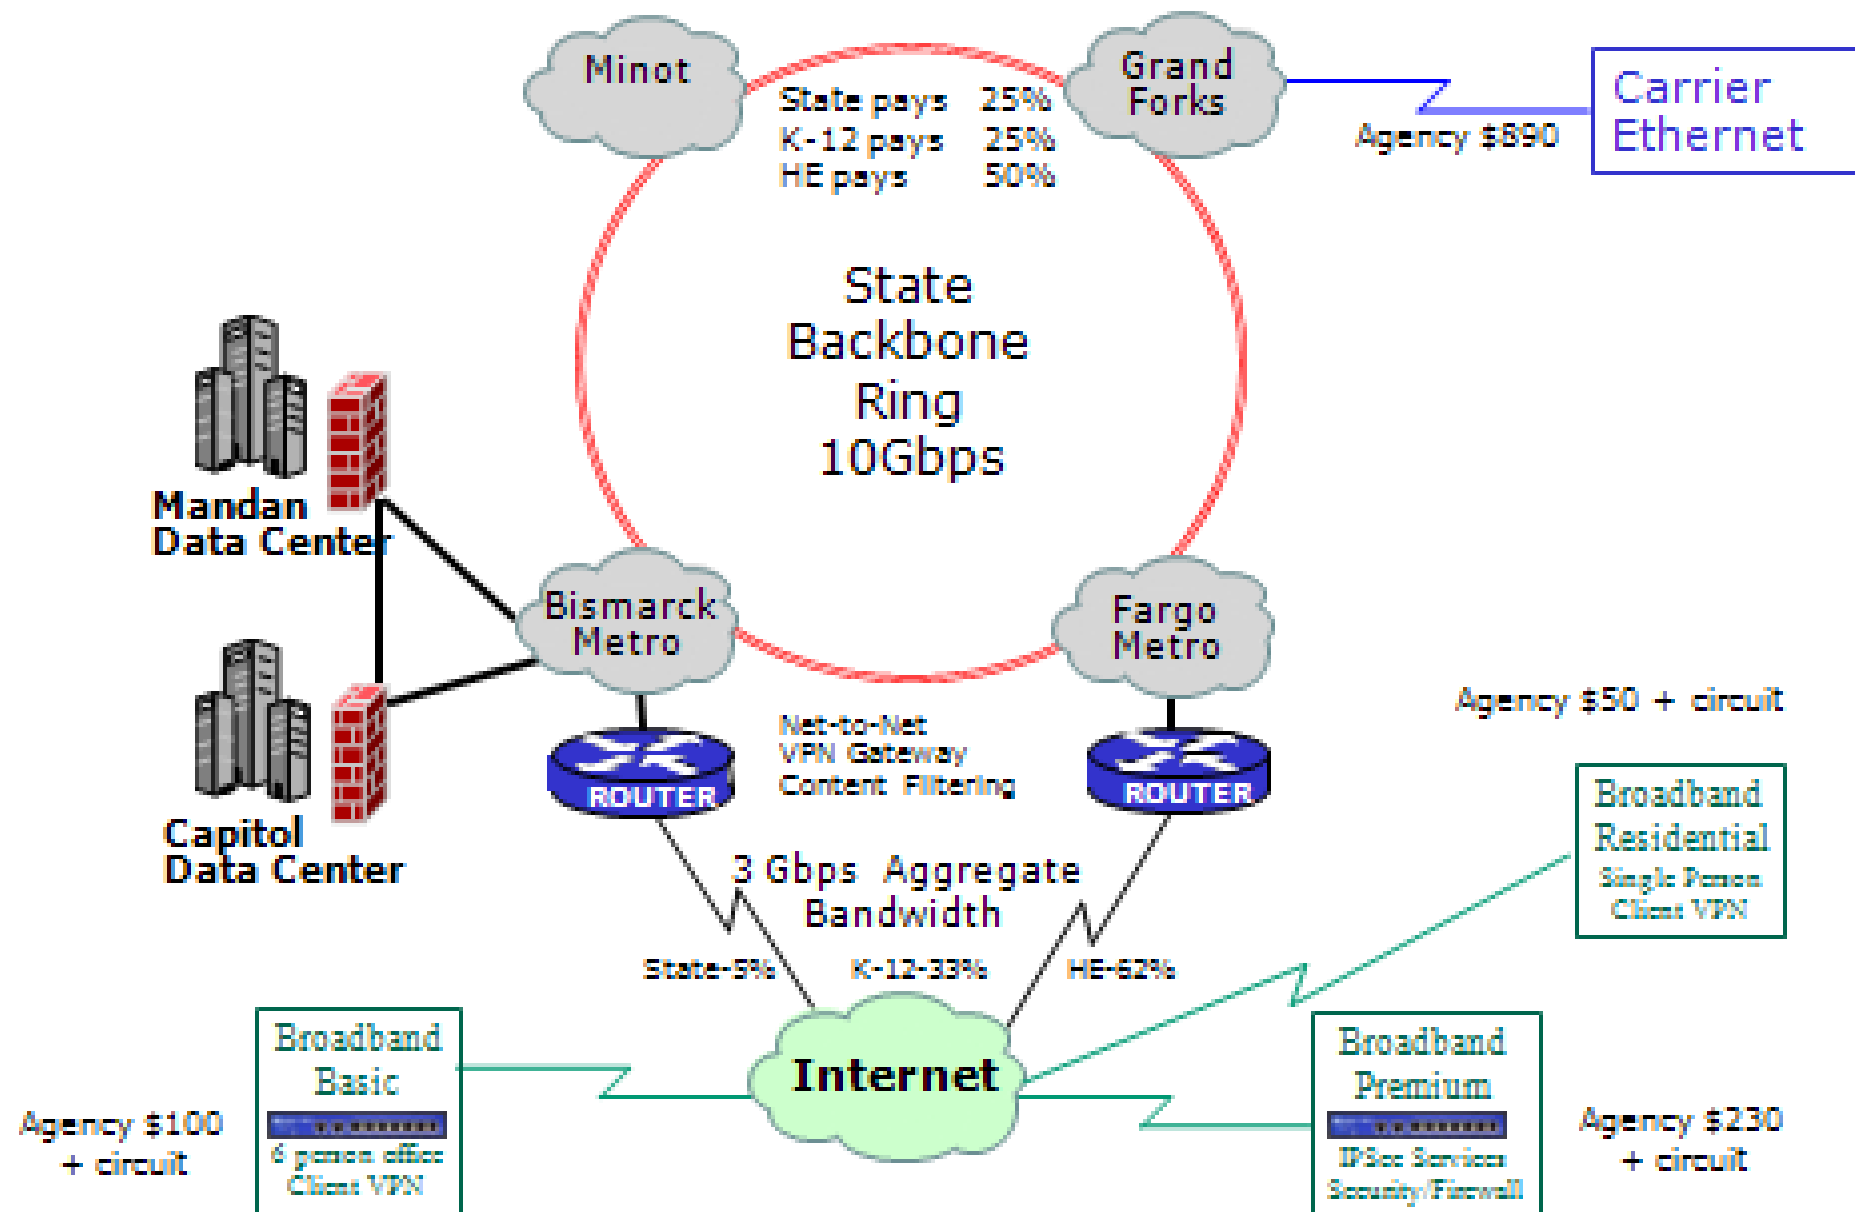 Minot
Grand
Forks
State pays 25%
K-12 pays 25%
HE pays 50%
Carrier
Ethernet
Agency $890
State
Backbone
Ring
10Gbps
Mandan
Data Center
Bismarck
Metro
Fargo
Metro
Agency $50 + circuit
Net-to-Net
VPN Gateway
Content Filtering
ROUTER
ROUTER
Capitol
Data Center
Broadband
Residential
Single Person
Client VPN
3 Gbps Aggregate
Bandwidth
State-5% K-12-33% HE-62%
Internet
Broadband
Basic
6 person office
Client VPN
Agency $100
+ circuit
Broadband
Premium
IPSec Services
Security/Firewall
Agency $230
+ circuit